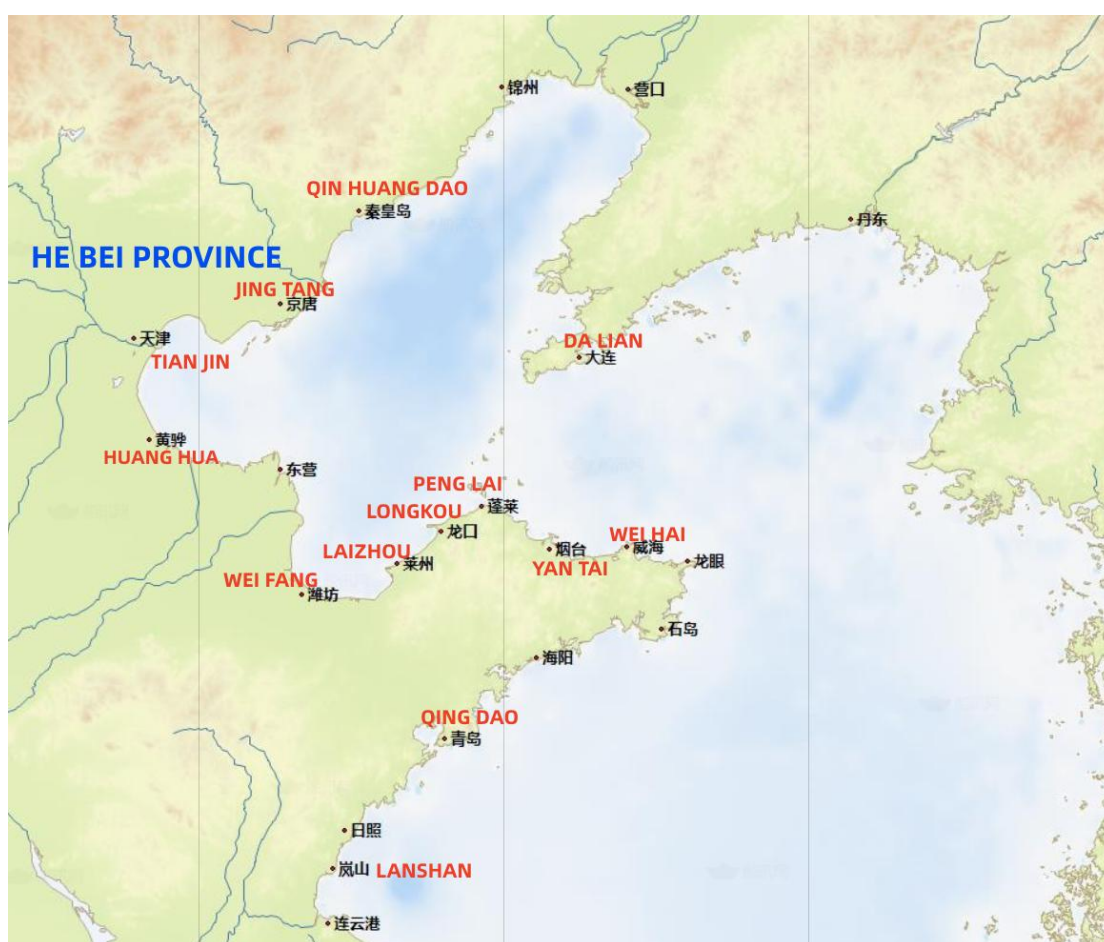 锦州
营口
QIN HUANG DAO
秦皇岛
丹东
HE BEI PROVINCE
JING TANG
京唐
天津
TIAN JIN
DA LIAN
大连
黄骅
HUANG HUA
东营
PENG LAI
蓬莱
LONGKOU
龙口
WEI HAI
威海
烟台
YAN TAI
LAIZHOU
莱州
龙眼
WEI FANG
潍坊
石岛
海阳
QING DAO
青岛
日照
岚山
LANSHAN
连云港